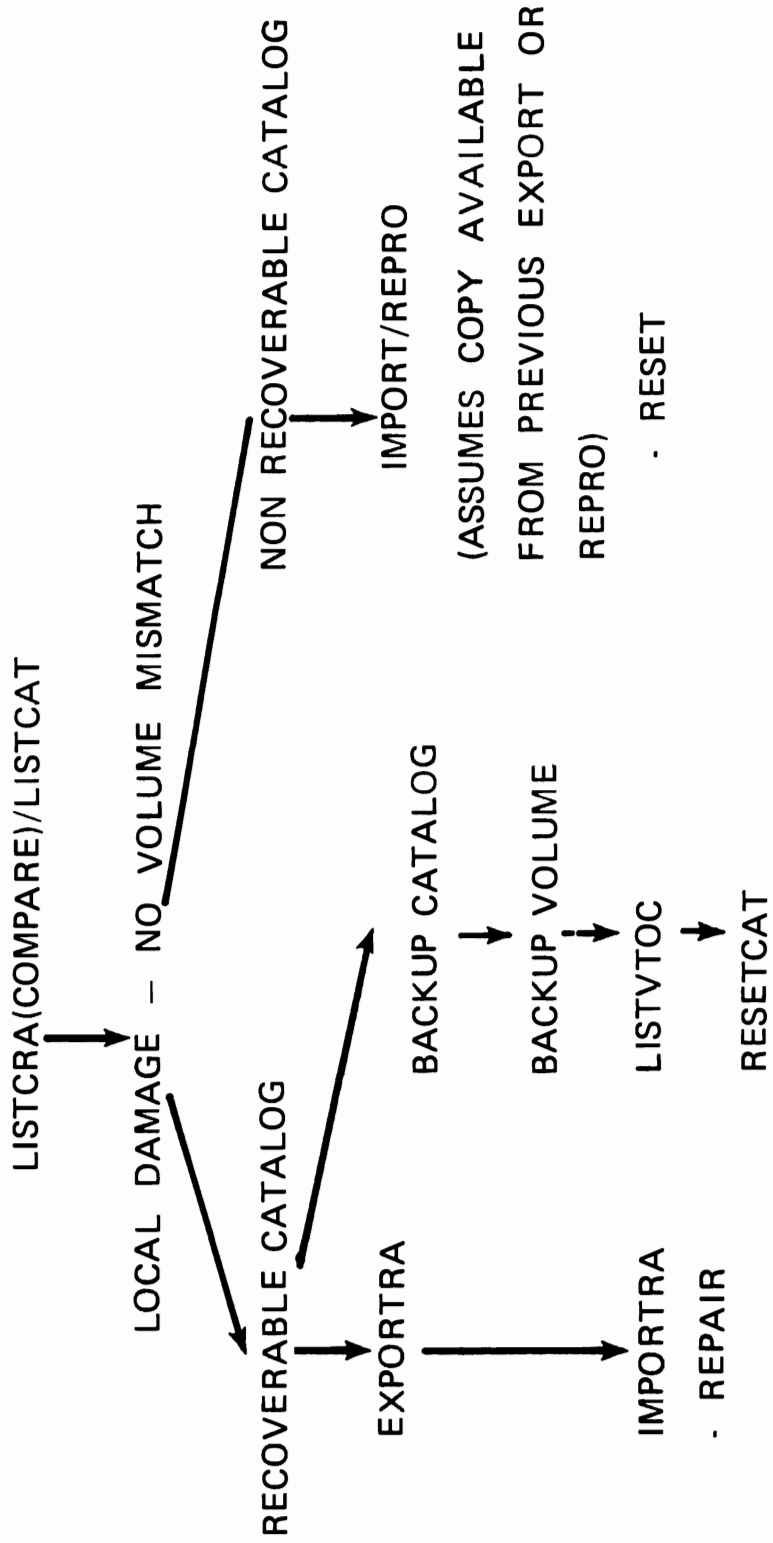 LISTCRA(COMPARE)/LISTCAT
LOCAL DAMAGE — NO VOLUME MISMATCH
RECOVERABLE CATALOG
NON RECOVERABLE CATALOG
EXPORTRA
BACKUP CATALOG
IMPORT/REPRO
(ASSUMES COPY AVAILABLE
FROM PREVIOUS EXPORT OR
REPRO)
- RESET
BACKUP VOLUME
LISTVTOC
RESETCAT
IMPORTRA
- REPAIR